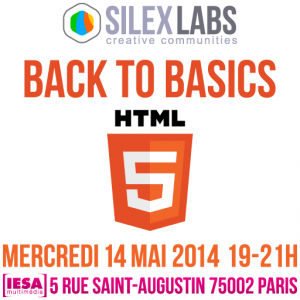 SILEX LABS
creative communities
BACK TO BASICS
HTML
5
MERCREDI 14 MAI 2014 19-21H
[IESA] multimédia 5 RUE SAINT-AUGUSTIN 75002 PARIS